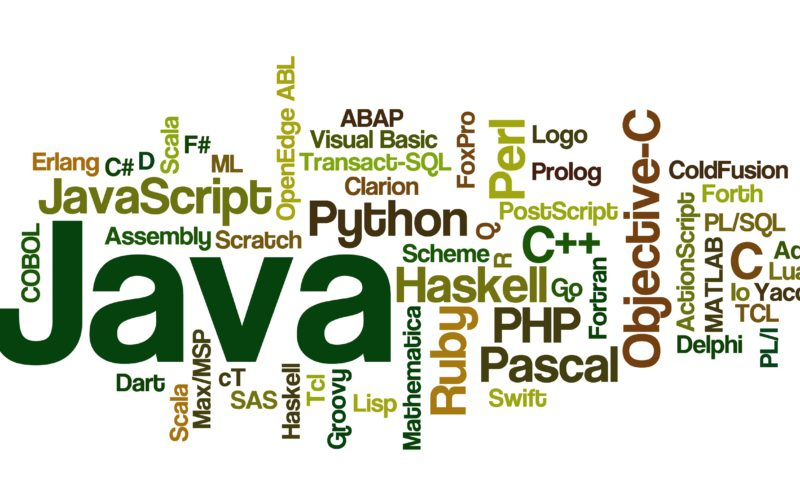 OpenEdge ABL
ABAP
FoxPro
Perl
Logo
Objective-C
Scala
F#
Visual Basic
Erlang
C#
D
ML
Transact-SQL
Prolog
ColdFusion
JavaScript
Clarion
PostScript
ActionScript
Forth
Python
Q
PL/SQL
COBOL
Assembly
Scratch
Scheme
R
C++
MATLAB
C
Java
Haskell
Go
Fortran
Lua
Io
Yacc
TCL
Mathematica
Ruby
PHP
Pascal
Delphi
PL/I
Dart
Scala
Max/MSP
cT
SAS
Haskell
Tcl
Groovy
Lisp
Swift
Ad